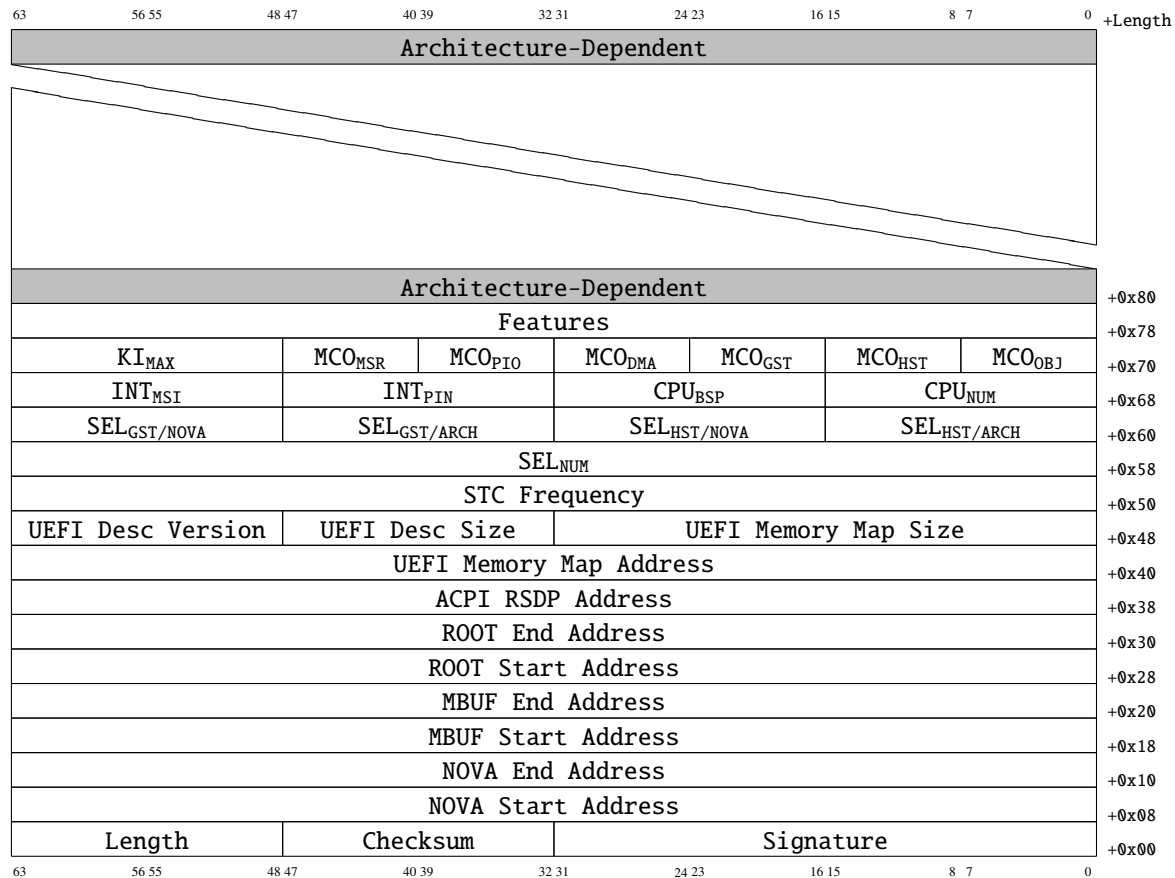 63 56 55 48 47 40 39 32 31 24 23 16 15 8 7 0 +Length
Architecture-Dependent
Architecture-Dependent +0x80
Features +0x78
KI_MAX MCO_MSR MCO_PIO MCO_DMA MCO_GST MCO_HST MCO_OBJ +0x70
INT_MSI INT_PIN CPU_BSP CPU_NUM +0x68
SEL_GST/NOVA SEL_GST/ARCH SEL_HST/NOVA SEL_HST/ARCH +0x60
SEL_NUM +0x58
STC Frequency +0x50
UEFI Desc Version UEFI Desc Size UEFI Memory Map Size +0x48
UEFI Memory Map Address +0x40
ACPI RSDP Address +0x38
ROOT End Address +0x30
ROOT Start Address +0x28
MBUF End Address +0x20
MBUF Start Address +0x18
NOVA End Address +0x10
NOVA Start Address +0x08
Length Checksum Signature +0x00
63 56 55 48 47 40 39 32 31 24 23 16 15 8 7 0